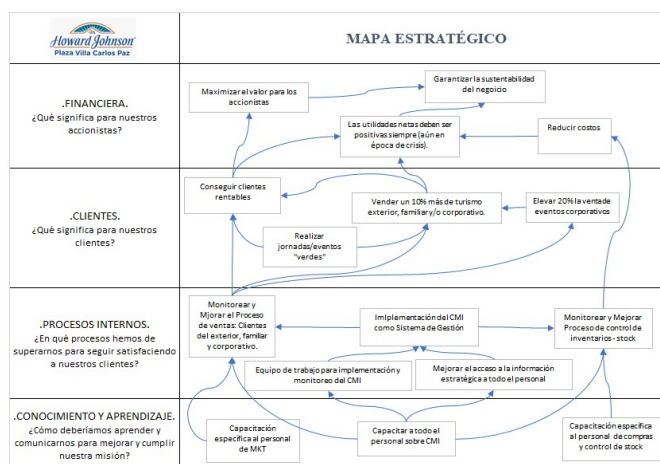 Howard Johnson
Plaza Villa Carlos Paz
MAPA ESTRATÉGICO
.FINANCIERA.
¿Qué significa para nuestros
accionistas?
Maximizar el valor para los
accionistas
Garantizar la sustentabilidad
del negoicio
Las utilidades netas deben ser
positivas siempre (aún en
época de crisis).
Reducir costos
.CLIENTES.
¿Qué significa para nuestros
clientes?
Conseguir clientes
rentables
Vender un 10% más de turismo
exterior, familiar y/o corporativo.
Elevar 20% la venta de
eventos corporativos
Realizar
jornadas/eventos
"verdes"
.PROCESOS INTERNOS.
¿En qué procesos hemos de
superarnos para seguir satisfaciendo
a nuestros clientes?
Monitorear y
Mjorar el Proceso
de ventas: Clientes
del exterior, familiar
y corporativo.
Imlplementación del CMI
como Sistema de Gestión
Monitorear y Mejorar
Proceso de control de
inventarios- stock
Equipo de trabajo para implementación y
monitoreo del CMI
Mejorar el acceso a la información
estratégica a todo el personal
.CONOCIMIENTO Y APRENDIZAJE.
¿Cómo deberíamos aprender y
comunicarnos para mejorar y cumplir
nuestra misión?
Capacitación
específica al personal
de MKT
Capacitar a todo el
personal sobre CMI
Capacitación específica
al personal de compras
y control de stock